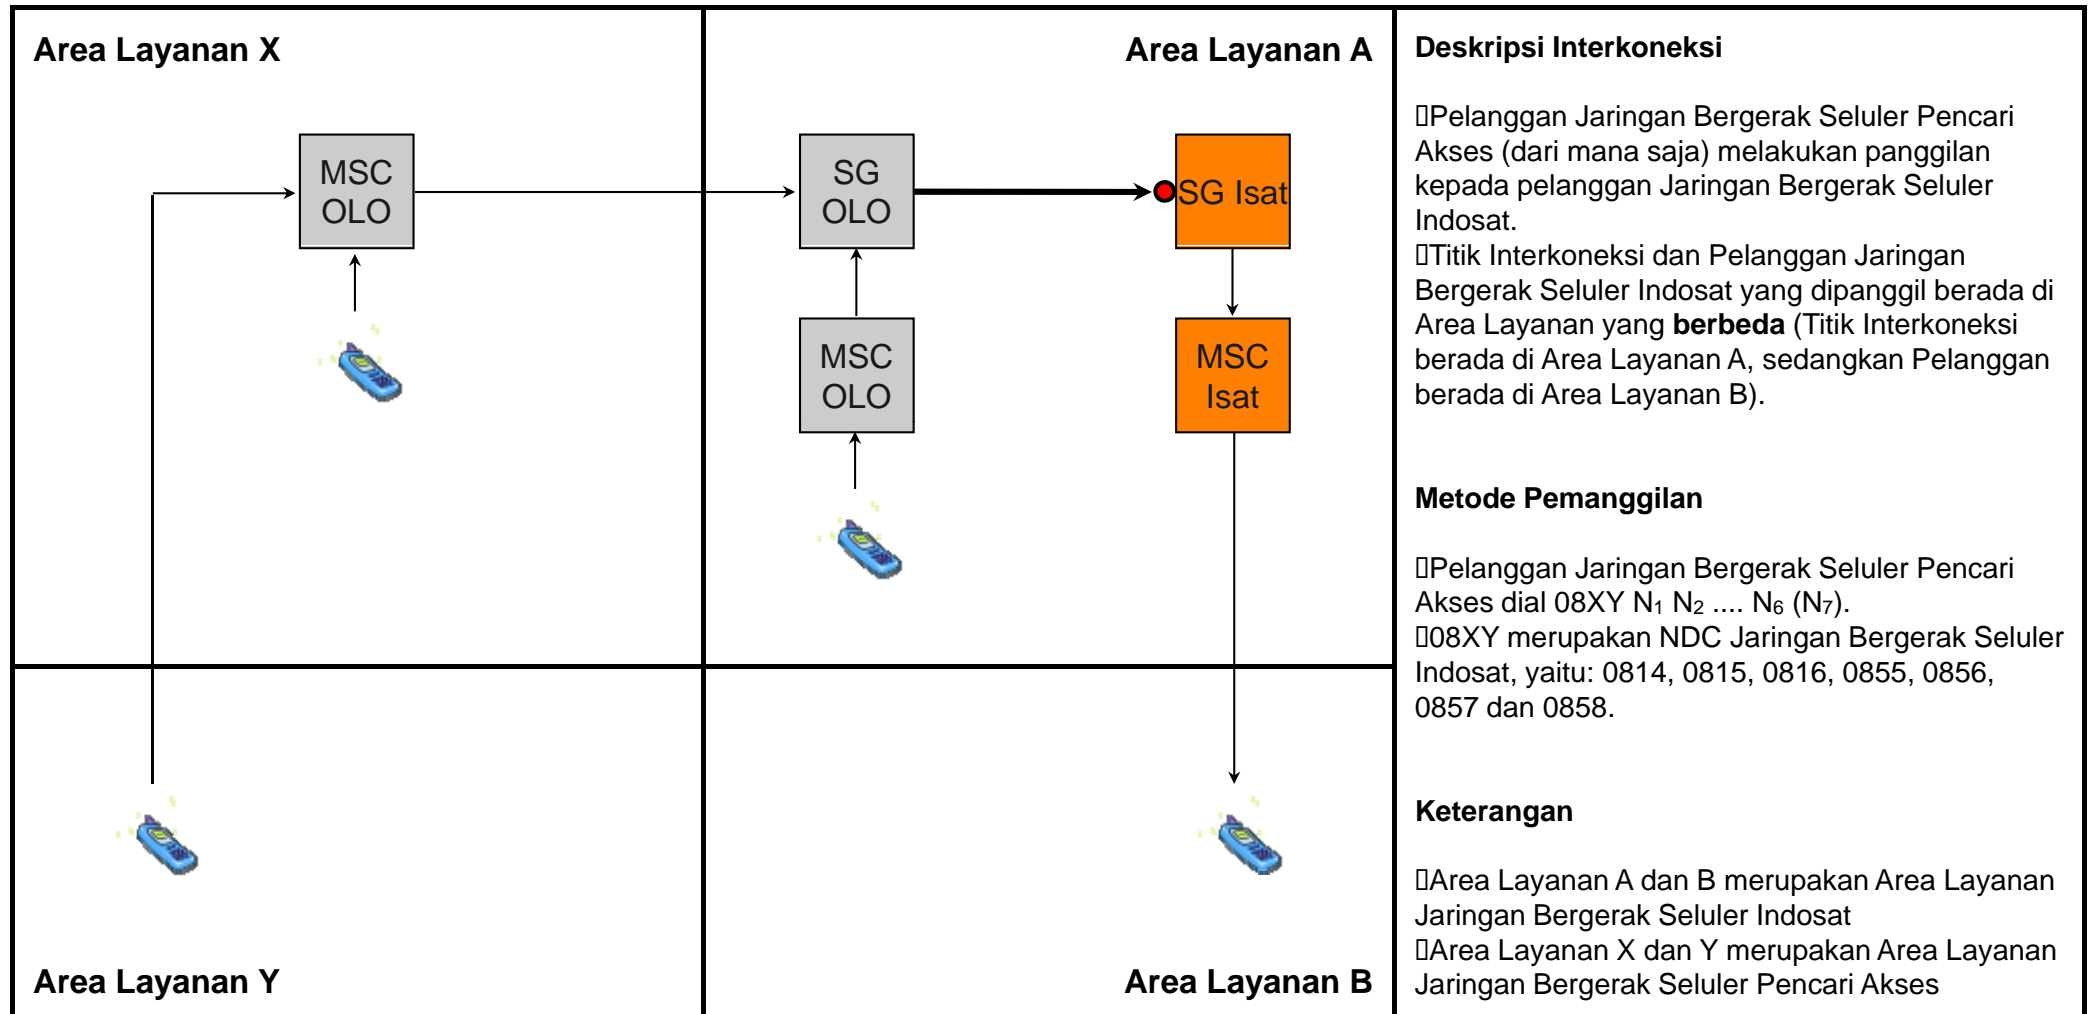 Area Layanan X
Area Layanan A
MSC
OLO
SG
OLO
SG Isat
MSC
OLO
MSC
Isat
Area Layanan Y
Area Layanan B
Deskripsi Interkoneksi
Pelanggan Jaringan Bergerak Seluler Pencari
Akses (dari mana saja) melakukan panggilan
kepada pelanggan Jaringan Bergerak Seluler
Indosat.
Titik Interkoneksi dan Pelanggan Jaringan
Bergerak Seluler Indosat yang dipanggil berada di
Area Layanan yang berbeda (Titik Interkoneksi
berada di Area Layanan A, sedangkan Pelanggan
berada di Area Layanan B).
Metode Pemanggilan
Pelanggan Jaringan Bergerak Seluler Pencari
Akses dial 08XY N₁ N₂ .... N₆ (N₇).
08XY merupakan NDC Jaringan Bergerak Seluler
Indosat, yaitu: 0814, 0815, 0816, 0855, 0856,
0857 dan 0858.
Keterangan
Area Layanan A dan B merupakan Area Layanan
Jaringan Bergerak Seluler Indosat
Area Layanan X dan Y merupakan Area Layanan
Jaringan Bergerak Seluler Pencari Akses